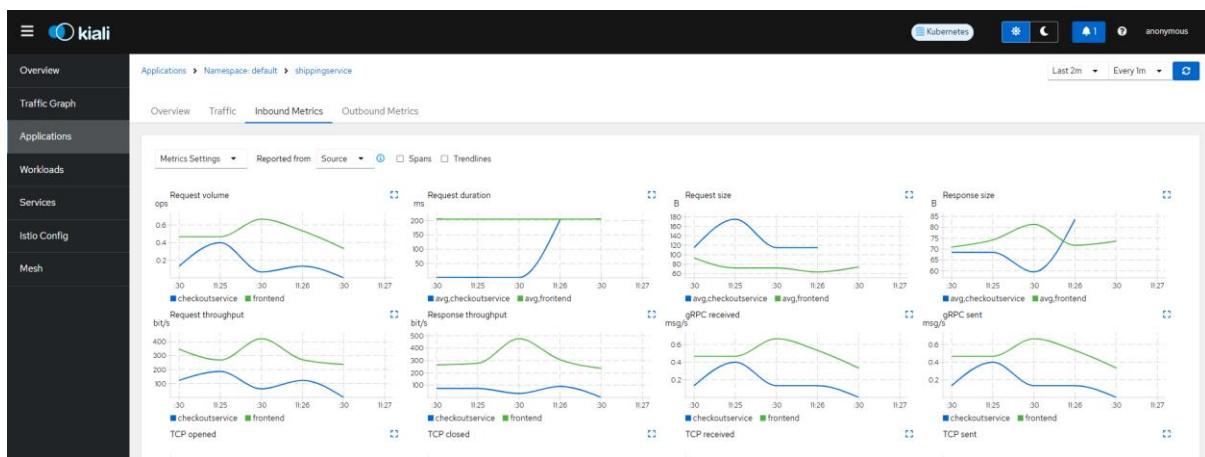 kiali
Kubernetes
1
anonymous
Overview
Traffic Graph
Applications
Workloads
Services
Istio Config
Mesh
Applications > Namespace: default > shippingservice
Last 2m
Every 1m
Overview Traffic Inbound Metrics Outbound Metrics
Metrics Settings Reported from Source Spans Trendlines
Request volume
ops
0.6
0.4
0.2
:30 11:25 :30 11:26 :30 11:27
checkoutservice frontend
Request duration
ms
200
150
100
50
:30 11:25 :30 11:26 :30 11:27
avg,checkoutservice avg,frontend
Request size
B
180
160
140
120
100
80
60
:30 11:25 :30 11:26 :30 11:27
avg,checkoutservice avg,frontend
Response size
B
85
80
75
70
65
60
:30 11:25 :30 11:26 :30 11:27
avg,checkoutservice avg,frontend
Request throughput
bit/s
400
300
200
100
:30 11:25 :30 11:26 :30 11:27
checkoutservice frontend
Response throughput
bit/s
500
400
300
200
100
:30 11:25 :30 11:26 :30 11:27
checkoutservice frontend
gRPC received
msg/s
0.6
0.4
0.2
:30 11:25 :30 11:26 :30 11:27
checkoutservice frontend
gRPC sent
msg/s
0.6
0.4
0.2
:30 11:25 :30 11:26 :30 11:27
checkoutservice frontend
TCP opened
TCP closed
TCP received
TCP sent